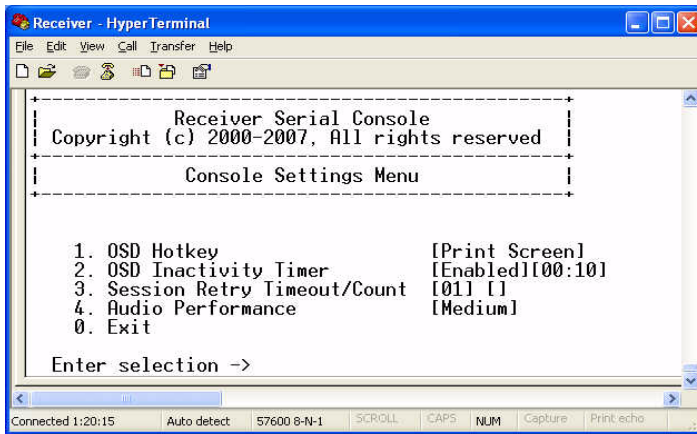 Receiver - HyperTerminal
File Edit View Call Transfer Help
Receiver Serial Console
Copyright (c) 2000-2007, All rights reserved
Console Settings Menu
1. OSD Hotkey [Print Screen]
2. OSD Inactivity Timer [Enabled][00:10]
3. Session Retry Timeout/Count [01] []
4. Audio Performance [Medium]
0. Exit
Enter selection ->
Connected 1:20:15 Auto detect 57600 8-N-1 SCROLL CAPS NUM Capture Print echo